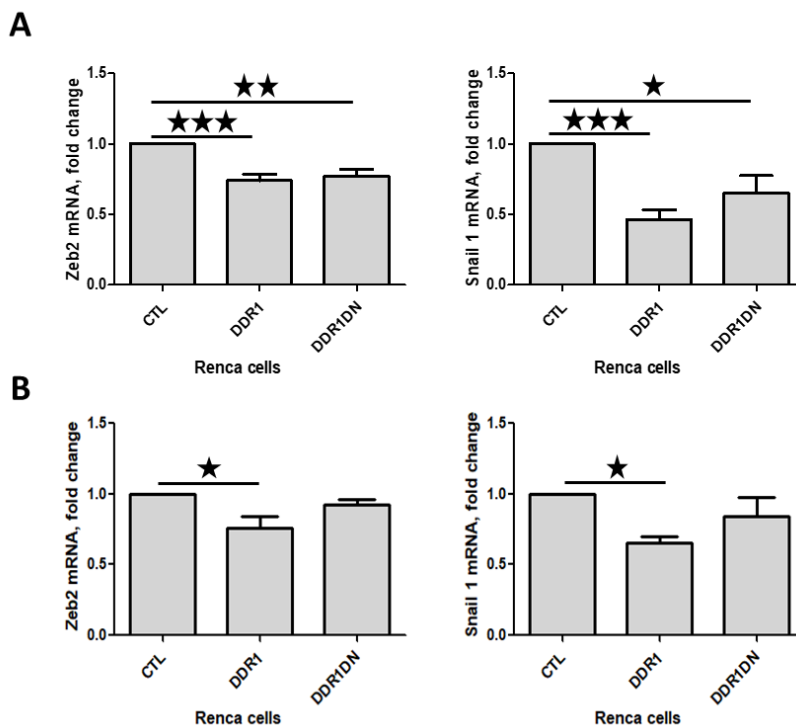 A
Zeb2 mRNA, fold change
1.5
1.0
0.5
0.0
CTL
DDR1
DDR1DN
Renca cells
Snail 1 mRNA, fold change
1.5
1.0
0.5
0.0
CTL
DDR1
DDR1DN
Renca cells
B
Zeb2 mRNA, fold change
1.5
1.0
0.5
0.0
CTL
DDR1
DDR1DN
Renca cells
Snail 1 mRNA, fold change
1.5
1.0
0.5
0.0
CTL
DDR1
DDR1DN
Renca cells